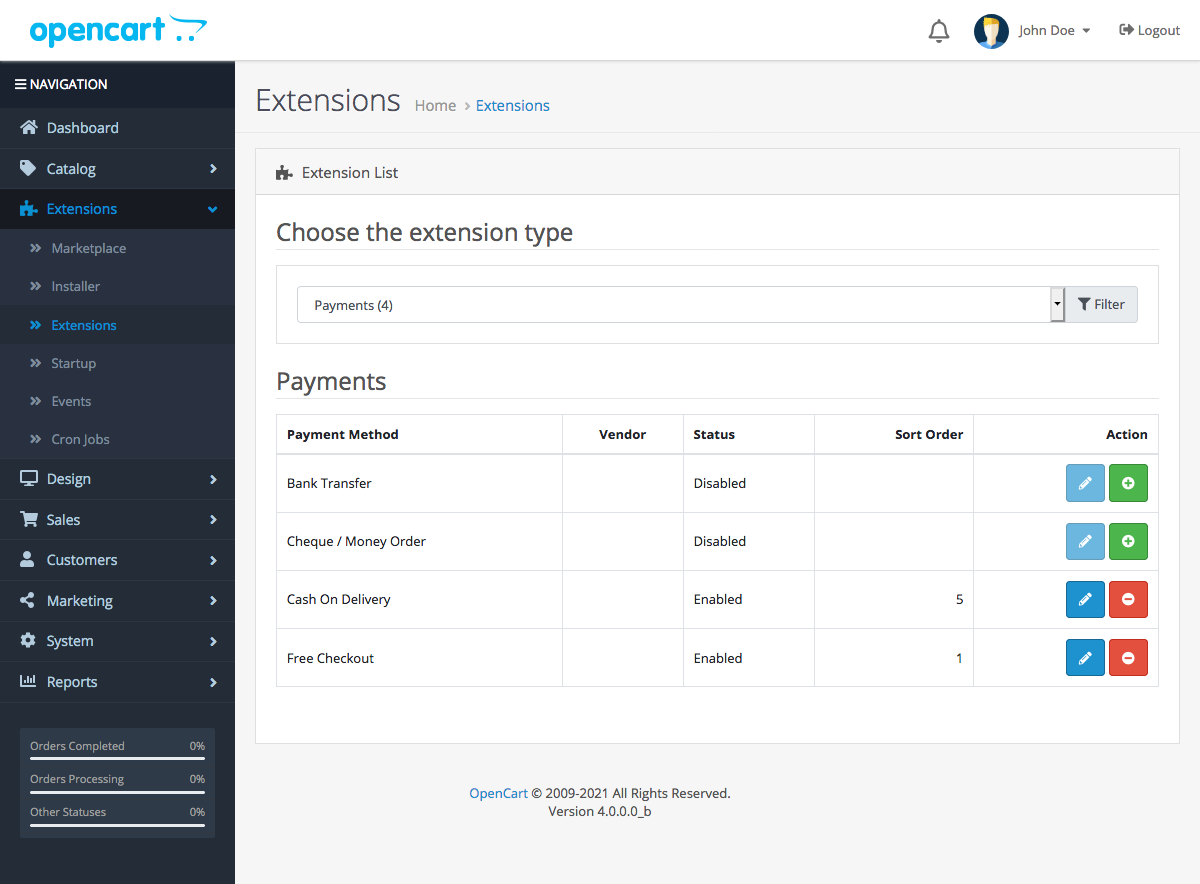 opencart
John Doe
Logout
NAVIGATION
Dashboard
Catalog
Extensions
Marketplace
Installer
Extensions
Startup
Events
Cron Jobs
Design
Sales
Customers
Marketing
System
Reports
Orders Completed 0%
Orders Processing 0%
Other Statuses 0%
Extensions Home > Extensions
Extension List
Choose the extension type
Payments (4) Filter
Payments
Payment Method Vendor Status Sort Order Action
Bank Transfer Disabled
Cheque / Money Order Disabled
Cash On Delivery Enabled 5
Free Checkout Enabled 1
OpenCart © 2009-2021 All Rights Reserved.
Version 4.0.0.0_b